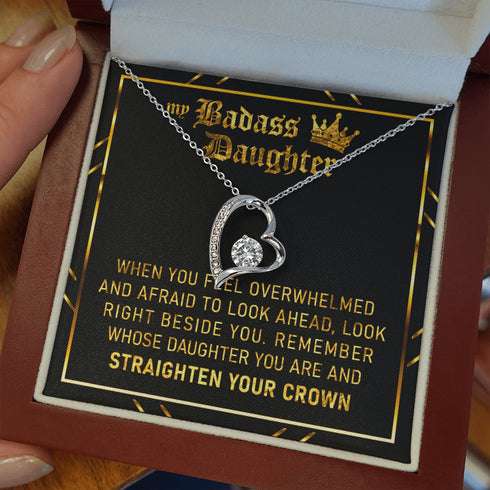 my Badass
Daughter
WHEN YOU FEEL OVERWHELMED
AND AFRAID TO LOOK AHEAD, LOOK
RIGHT BESIDE YOU. REMEMBER
WHOSE DAUGHTER YOU ARE AND
STRAIGHTEN YOUR CROWN